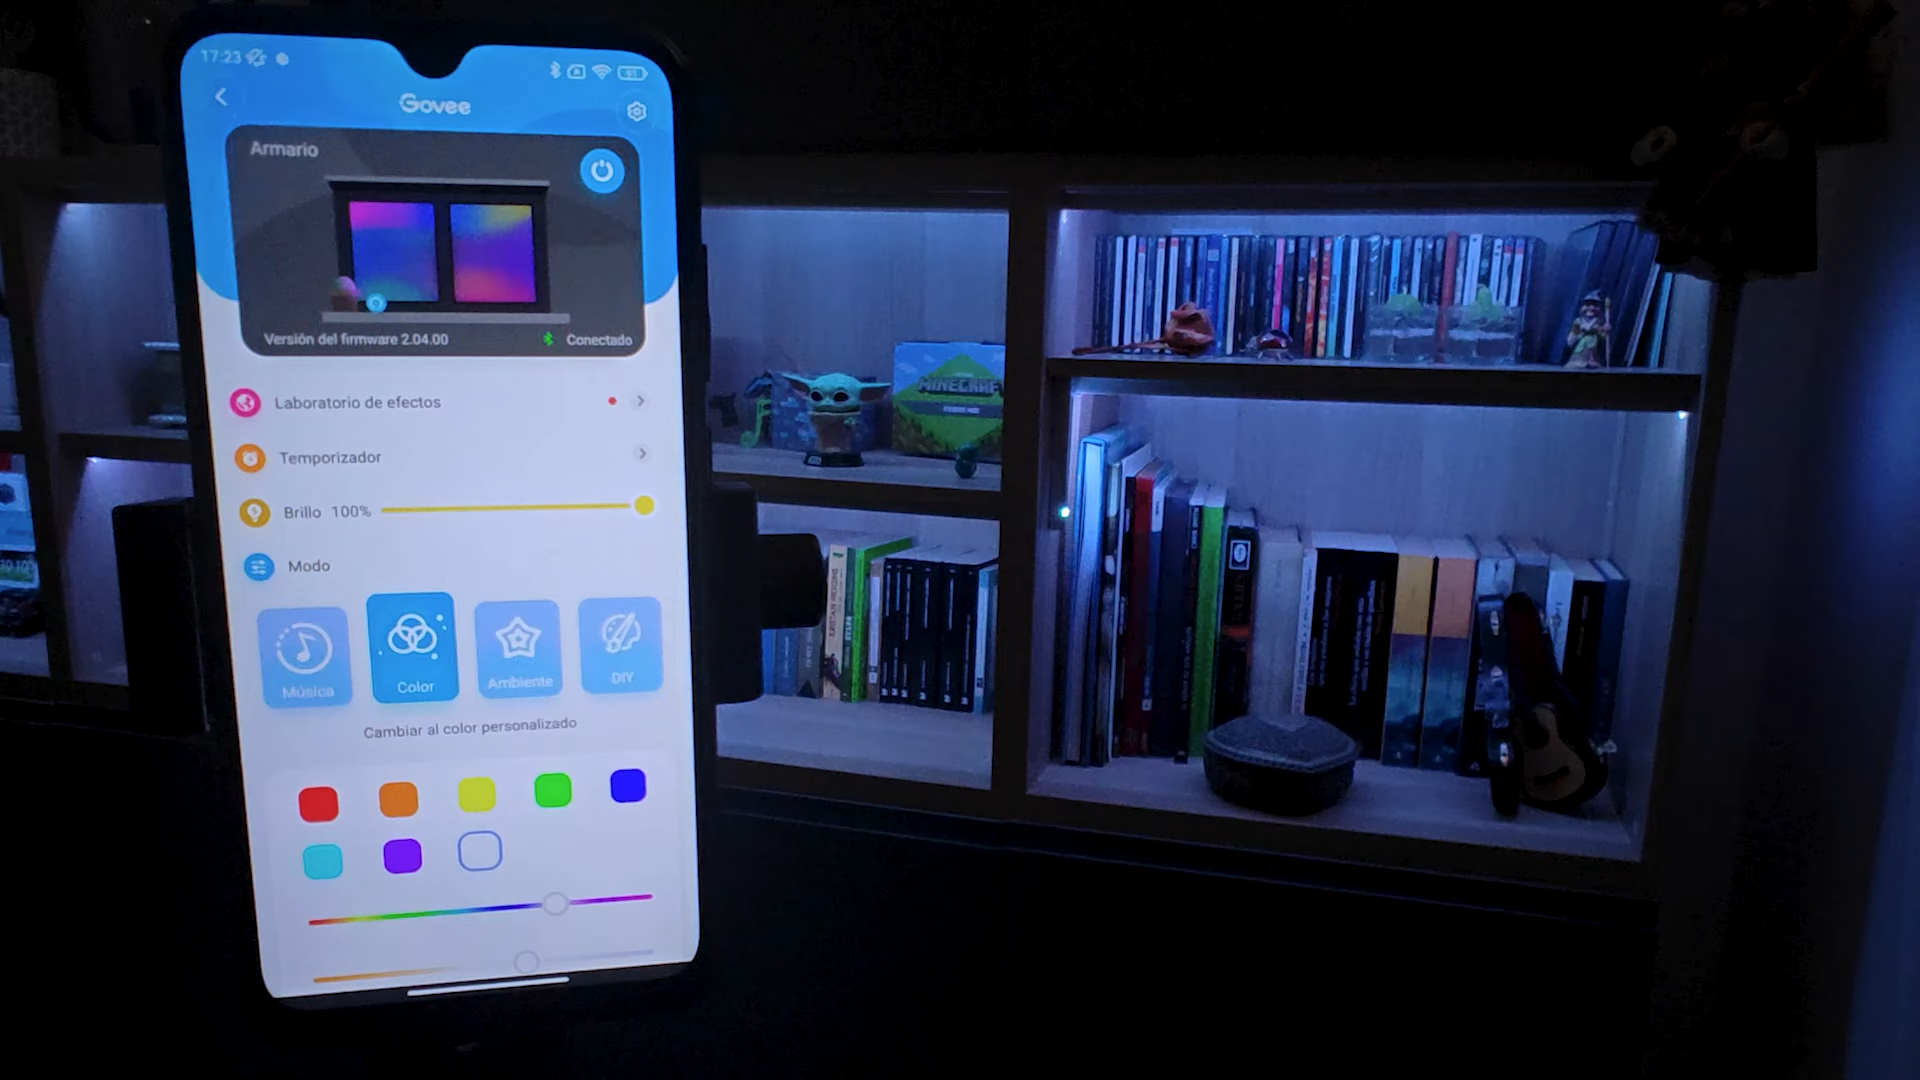 17:23
61
Govee
Armario
Versión del firmware 2.04.00
Conectado
Laboratorio de efectos
Temporizador
Brillo 100%
Modo
Música
Color
Ambiente
DIY
Cambiar al color personalizado
MINECRAFT